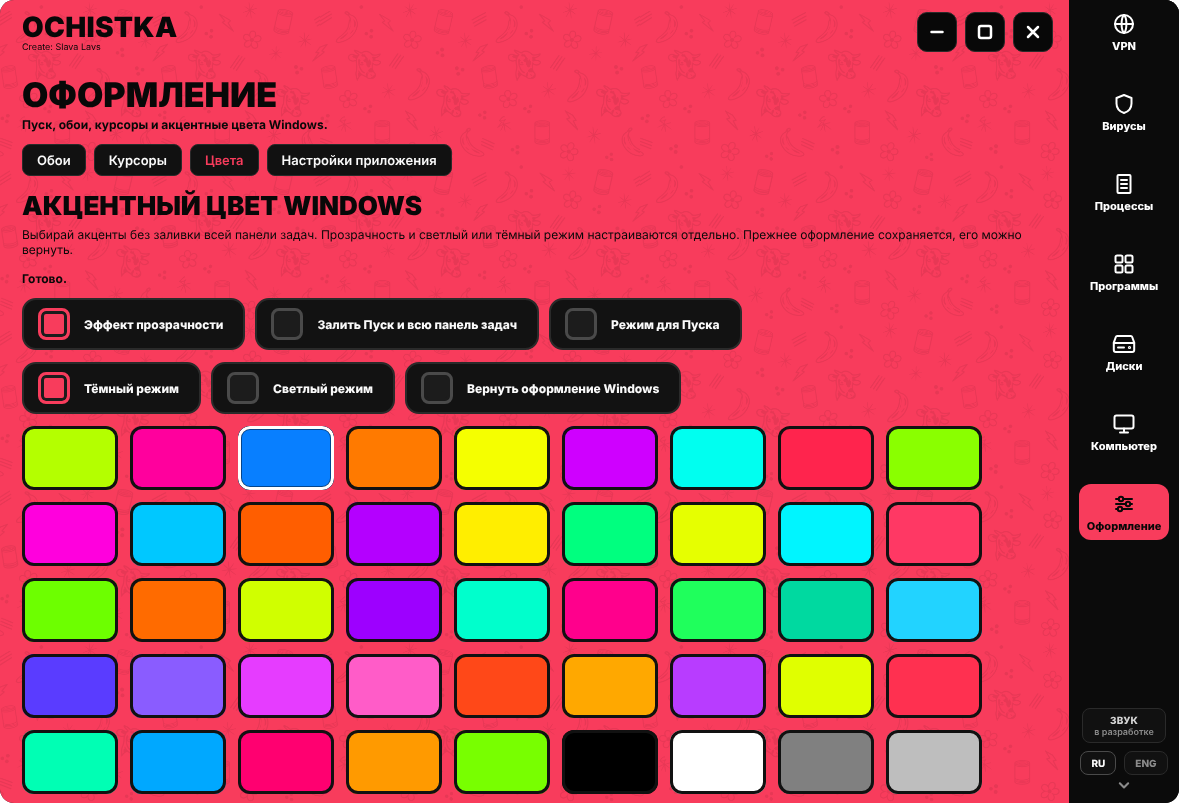 OCHISTKA
Create: Slava Lavs
ОФОРМЛЕНИЕ
Пуск, обои, курсоры и акцентные цвета Windows.
Обои
Курсоры
Цвета
Настройки приложения
АКЦЕНТНЫЙ ЦВЕТ WINDOWS
Выбирай акценты без заливки всей панели задач. Прозрачность и светлый или тёмный режим настраиваются отдельно. Прежнее оформление сохраняется, его можно
вернуть.
Готово.
Эффект прозрачности
Залить Пуск и всю панель задач
Режим для Пуска
Тёмный режим
Светлый режим
Вернуть оформление Windows
VPN
Вирусы
Процессы
Программы
Диски
Компьютер
Оформление
ЗВУК
в разработке
RU
ENG